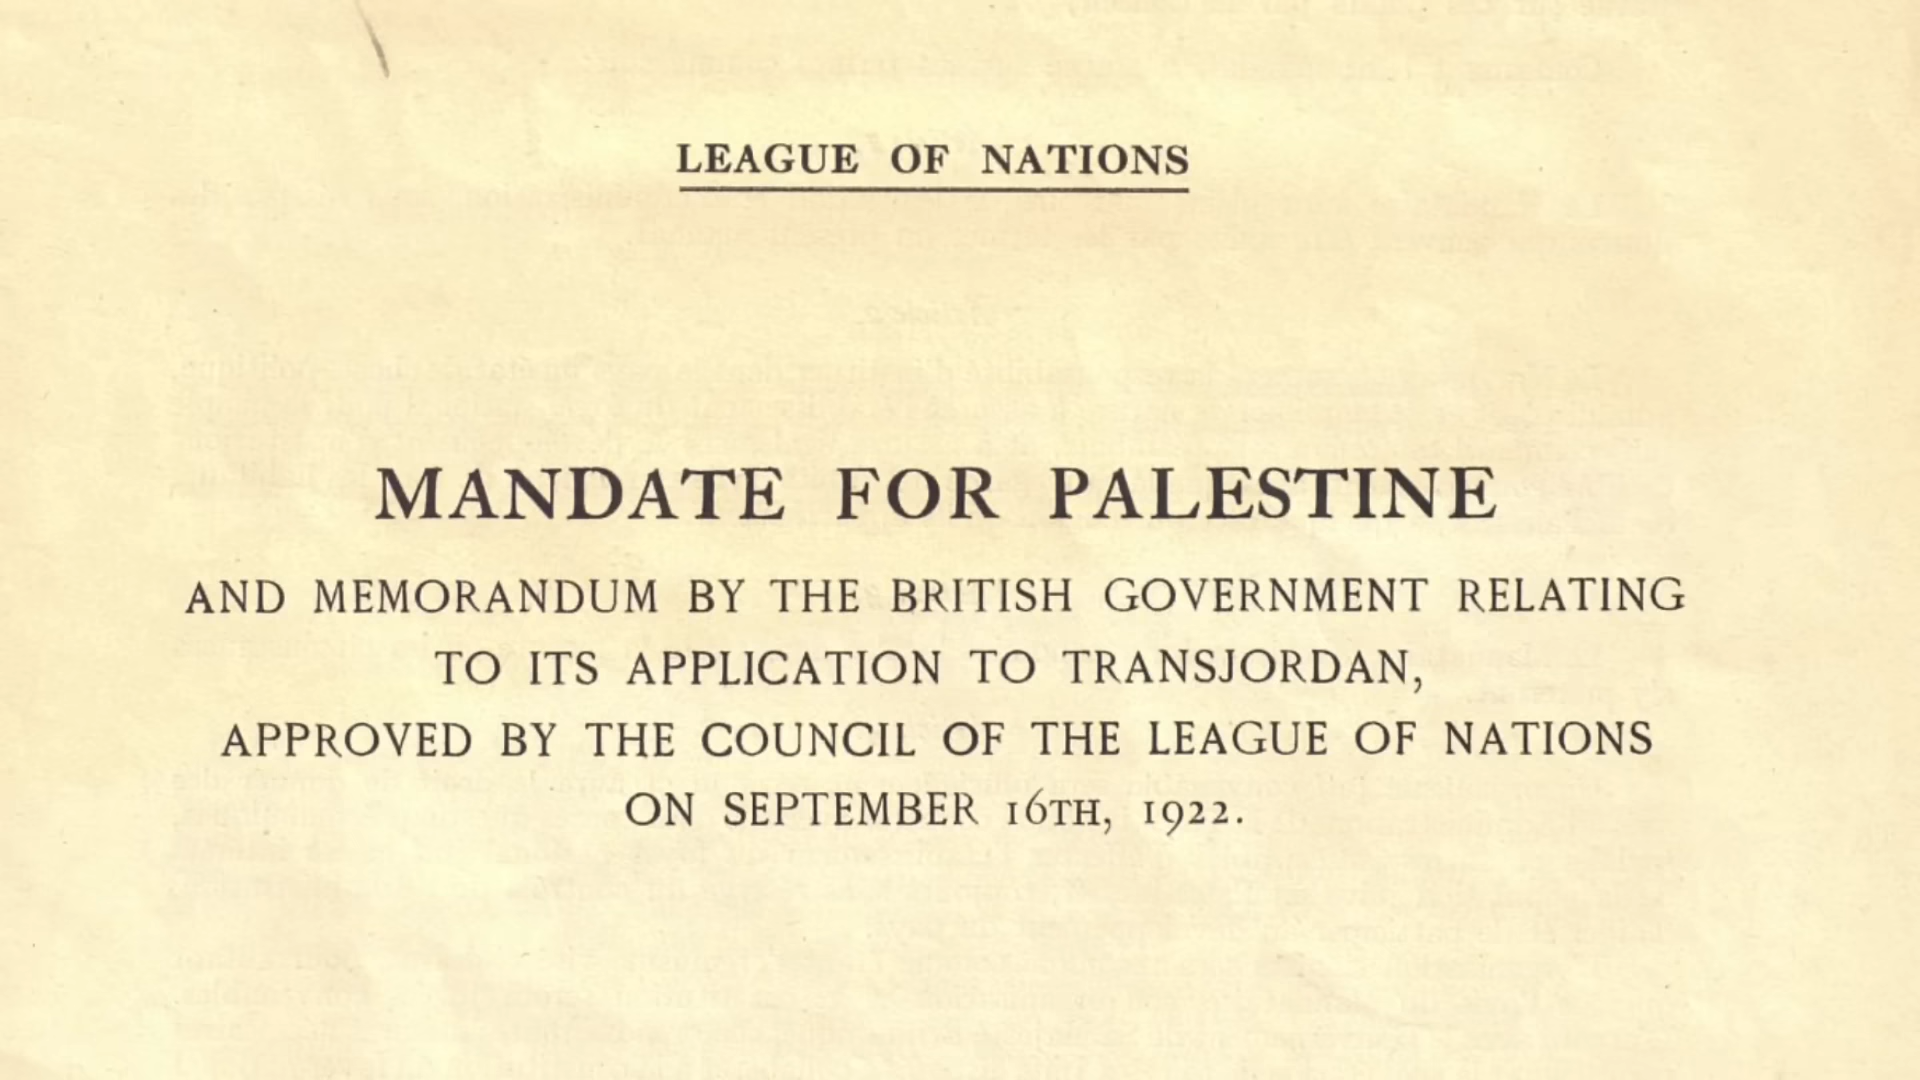 LEAGUE OF NATIONS
MANDATE FOR PALESTINE
AND MEMORANDUM BY THE BRITISH GOVERNMENT RELATING
TO ITS APPLICATION TO TRANSJORDAN,
APPROVED BY THE COUNCIL OF THE LEAGUE OF NATIONS
ON SEPTEMBER 16TH, 1922.